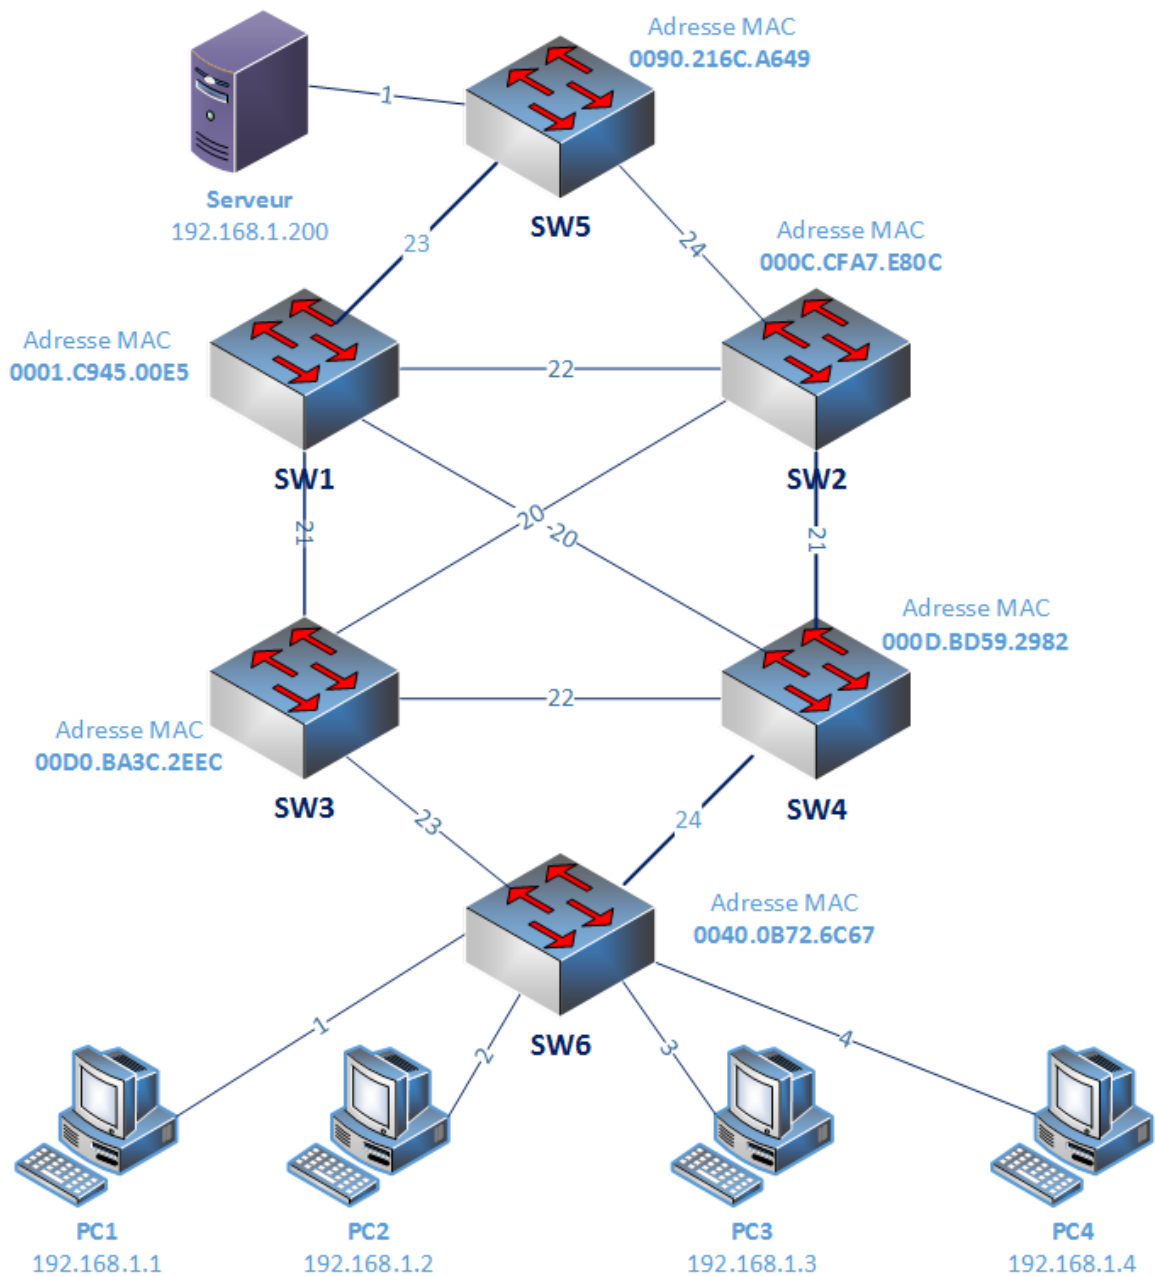 Adresse MAC
0090.216C.A649
1
Serveur
192.168.1.200
SW5
23
24
Adresse MAC
000C.CFA7.E80C
Adresse MAC
0001.C945.00E5
22
SW1
SW2
20
-20
21
21
Adresse MAC
000D.BD59.2982
22
Adresse MAC
00D0.BA3C.2EEC
SW3
SW4
23
24
Adresse MAC
0040.0B72.6C67
SW6
1
2
3
4
PC1
192.168.1.1
PC2
192.168.1.2
PC3
192.168.1.3
PC4
192.168.1.4